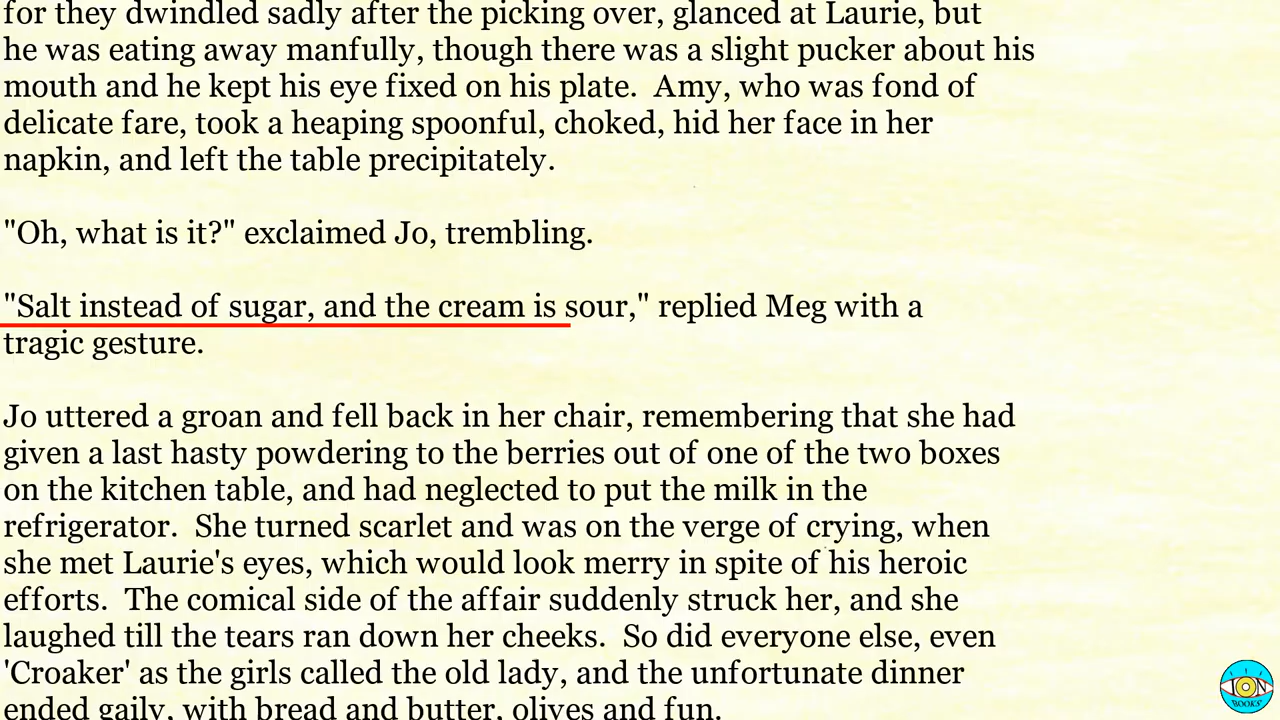 for they dwindled sadly after the picking over, glanced at Laurie, but
he was eating away manfully, though there was a slight pucker about his
mouth and he kept his eye fixed on his plate.  Amy, who was fond of
delicate fare, took a heaping spoonful, choked, hid her face in her
napkin, and left the table precipitately.
"Oh, what is it?" exclaimed Jo, trembling.
"Salt instead of sugar, and the cream is sour," replied Meg with a
tragic gesture.
Jo uttered a groan and fell back in her chair, remembering that she had
given a last hasty powdering to the berries out of one of the two boxes
on the kitchen table, and had neglected to put the milk in the
refrigerator.  She turned scarlet and was on the verge of crying, when
she met Laurie's eyes, which would look merry in spite of his heroic
efforts.  The comical side of the affair suddenly struck her, and she
laughed till the tears ran down her cheeks.  So did everyone else, even
'Croaker' as the girls called the old lady, and the unfortunate dinner
ended gaily, with bread and butter, olives and fun.
ION
BOOKS